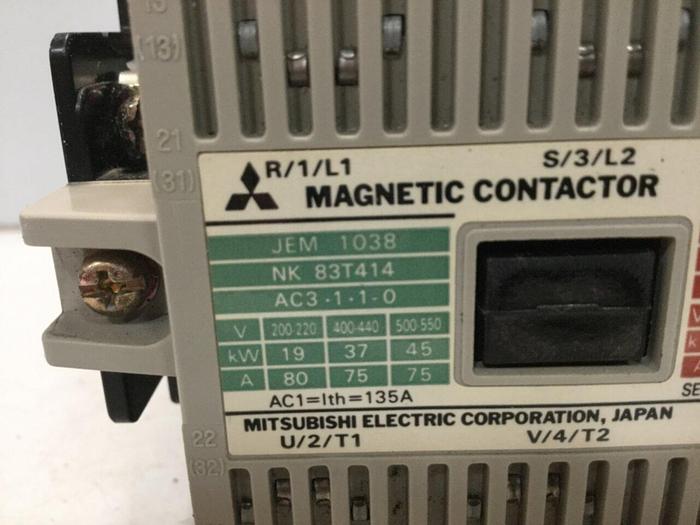 13
(13)
21
(31)
R/1/L1 S/3/L2
MAGNETIC CONTACTOR
JEM 1038
NK 83T414
AC3-1-1-0
V 200-220 400-440 500-550
kW 19 37 45
A 80 75 75
AC1=Ith=135A
SE
MITSUBISHI ELECTRIC CORPORATION, JAPAN
U/2/T1 V/4/T2
22
(32)